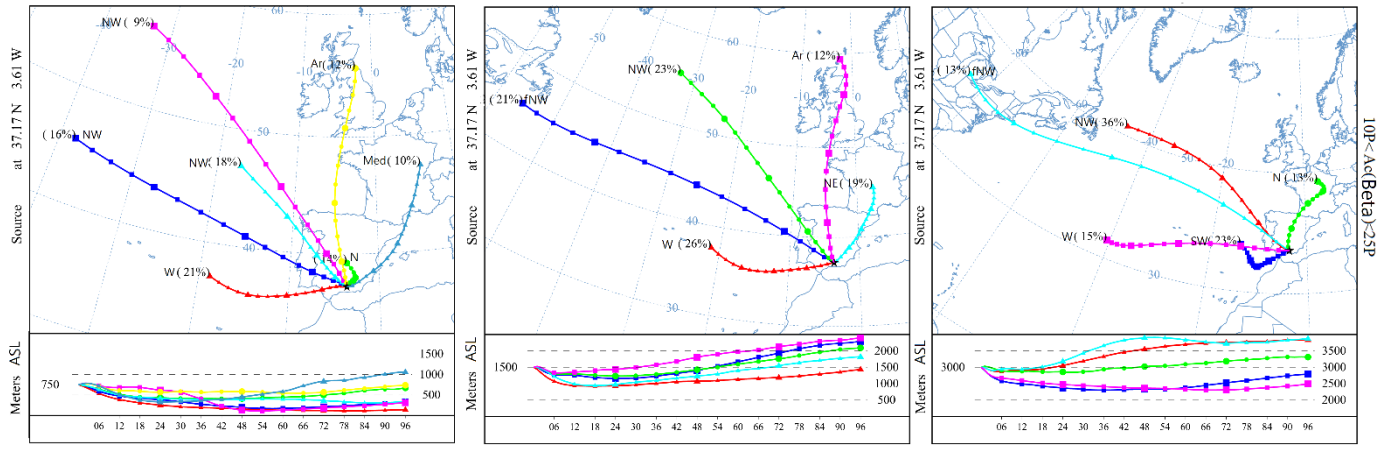 Source at 37.17 N 3.61 W
NW ( 9%)
-40
-30
60
-20
-10
Ar( 12%)
0
( 16%) NW
50
NW( 18%)
Med( 10%)
40
W ( 21%)
N
30
Meters ASL
750
1500
1000
500
06 12 18 24 30 36 42 48 54 60 66 72 78 84 90 96
Source at 37.17 N 3.61 W
60
Ar ( 12%)
NW( 23%)
-40
-30
-20
-10
0
( 21%) fNW
50
NE( 19%)
40
W ( 26%)
30
Meters ASL
1500
2000
1500
1000
500
06 12 18 24 30 36 42 48 54 60 66 72 78 84 90 96
Source at 37.17 N 3.61 W
( 13%) fNW
NW( 36%)
N ( 13%)
W ( 15%)
SW( 23%)
30
Meters ASL
3000
3500
3000
2500
2000
06 12 18 24 30 36 42 48 54 60 66 72 78 84 90 96
10P<Ac(Beta)>25P